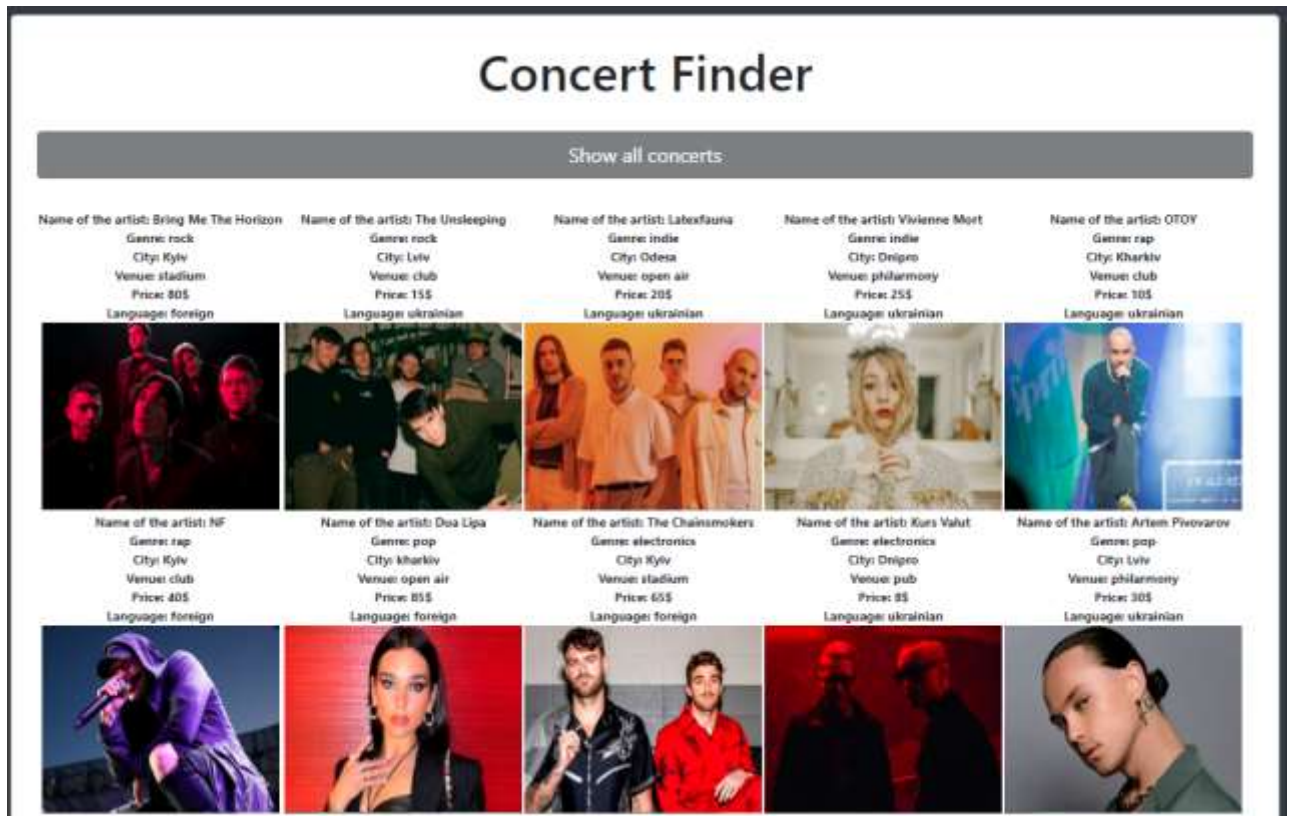 Concert Finder
Show all concerts
Name of the artist: Bring Me The Horizon
Genre: rock
City: Kyiv
Venue: stadium
Price: 80$
Language: foreign
Name of the artist: The Unsleeping
Genre: rock
City: Lviv
Venue: club
Price: 15$
Language: ukrainian
Name of the artist: Latexfauna
Genre: indie
City: Odesa
Venue: open air
Price: 20$
Language: ukrainian
Name of the artist: Vivienne Mort
Genre: indie
City: Dnipro
Venue: philarmony
Price: 25$
Language: ukrainian
Name of the artist: OTOY
Genre: rap
City: Kharkiv
Venue: club
Price: 10$
Language: ukrainian
Name of the artist: NF
Genre: rap
City: Kyiv
Venue: club
Price: 40$
Language: foreign
Name of the artist: Dua Lipa
Genre: pop
City: kharkiv
Venue: open air
Price: 85$
Language: foreign
Name of the artist: The Chainsmokers
Genre: electronics
City: Kyiv
Venue: stadium
Price: 65$
Language: foreign
Name of the artist: Kurs Valut
Genre: electronics
City: Dnipro
Venue: pub
Price: 8$
Language: ukrainian
Name of the artist: Artem Pivovarov
Genre: pop
City: Lviv
Venue: philarmony
Price: 30$
Language: ukrainian